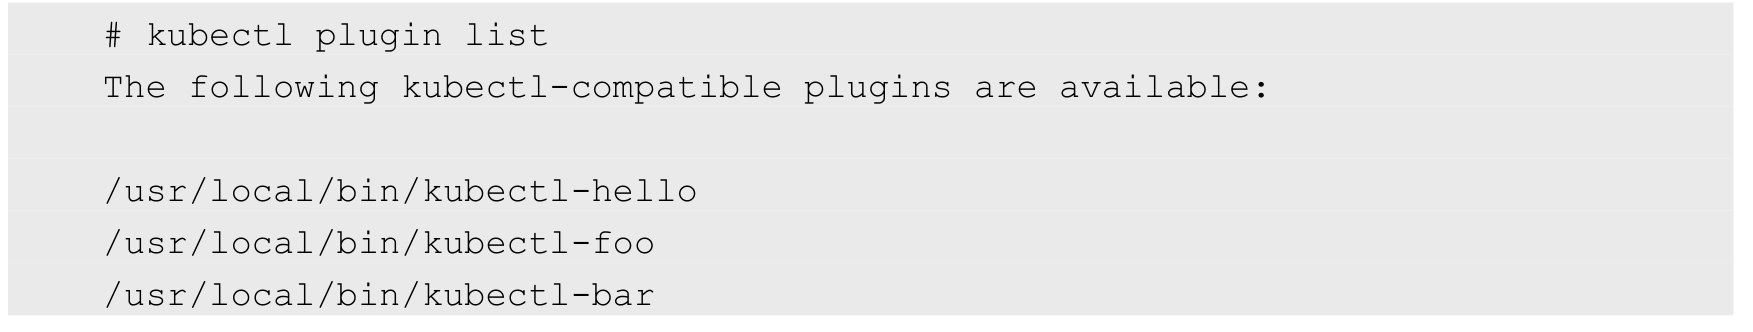 # kubectl plugin list
The following kubectl-compatible plugins are available:
/usr/local/bin/kubectl-hello
/usr/local/bin/kubectl-foo
/usr/local/bin/kubectl-bar